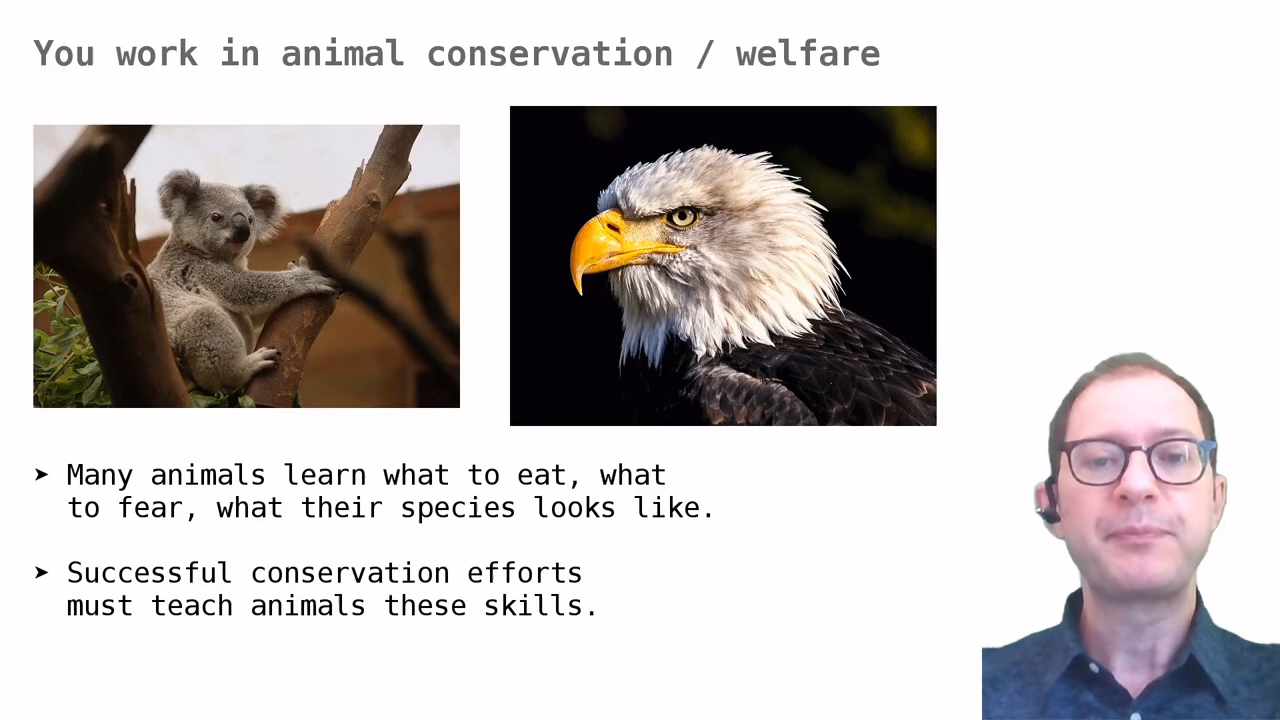 You work in animal conservation / welfare
➤ Many animals learn what to eat, what
to fear, what their species looks like.
➤ Successful conservation efforts
must teach animals these skills.